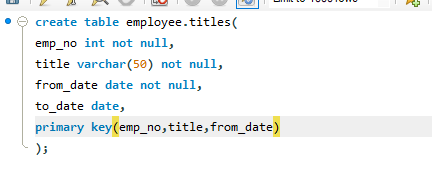 create table employee.titles(
emp_no int not null,
title varchar(50) not null,
from_date date not null,
to_date date,
primary key(emp_no,title,from_date)
);